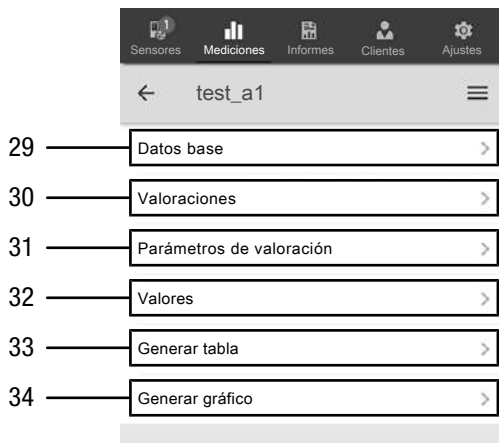 1
Sensores Mediciones Informes Clientes Ajustes
test_a1
29 Datos base
30 Valoraciones
31 Parámetros de valoración
32 Valores
33 Generar tabla
34 Generar gráfico